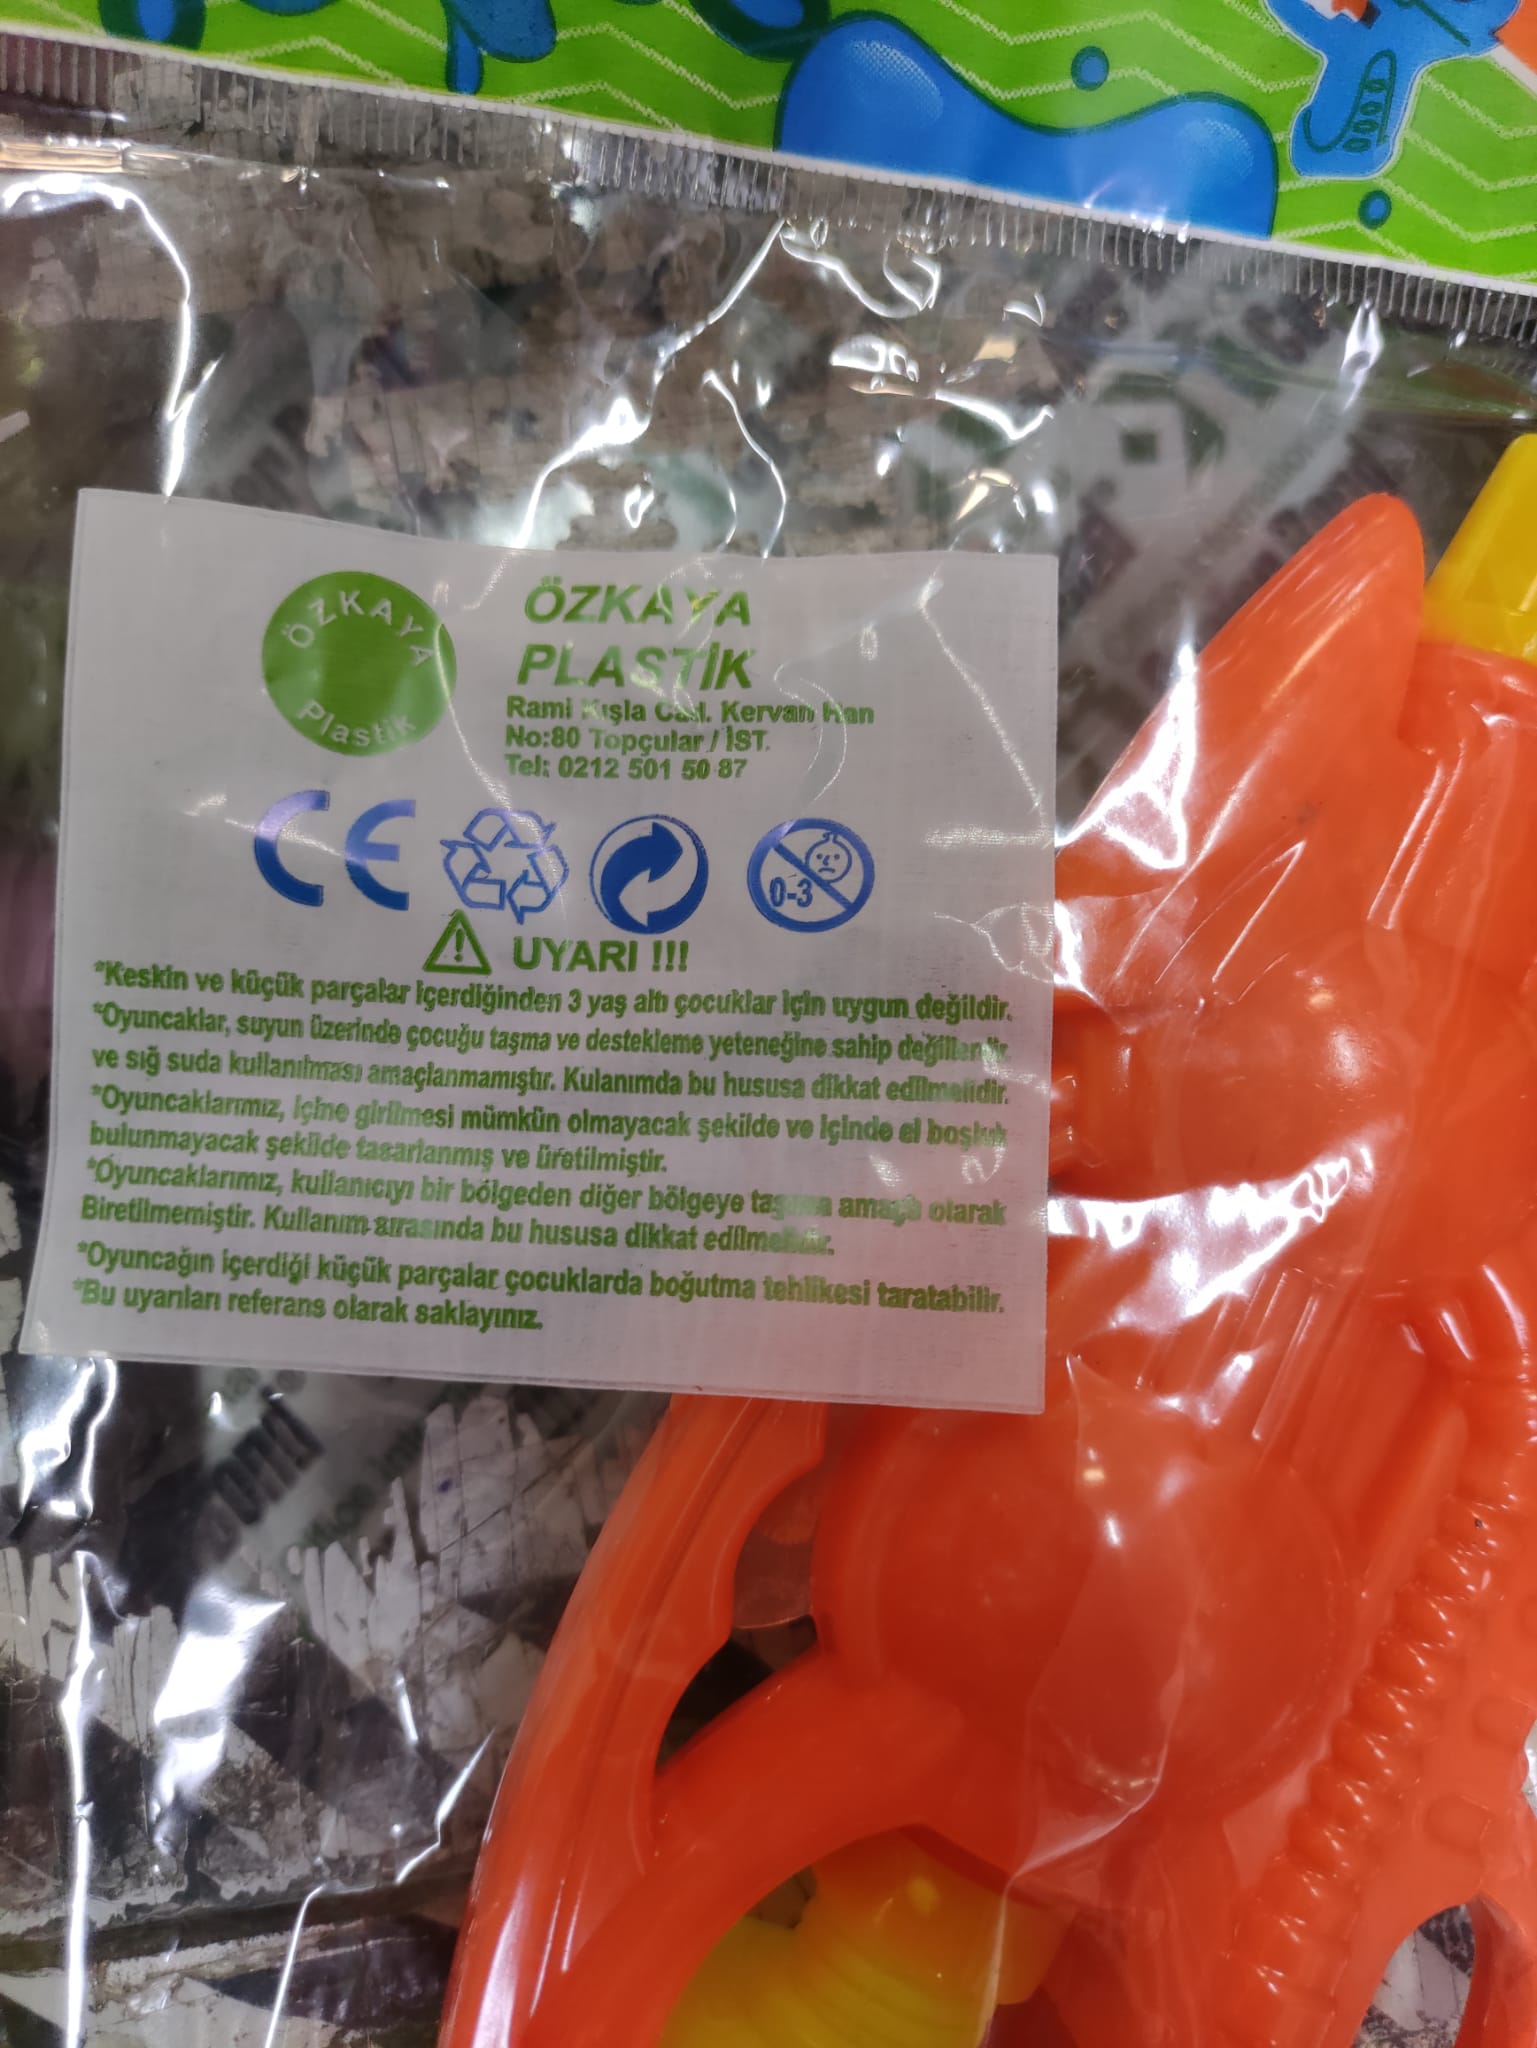 ÖZKAYA
Plastik
ÖZKAYA
PLASTİK
Rami Kışla Cad. Kervan Han
No:80 Topçular / İST.
Tel: 0212 501 50 87
CE
0-3
UYARI !!!
*Keskin ve küçük parçalar içerdiğinden 3 yaş altı çocuklar için uygun değildir.
*Oyuncaklar, suyun üzerinde çocuğu taşma ve destekleme yeteneğine sahip değillerdir.
ve sığ suda kullanılması amaçlanmamıştır. Kulanımda bu hususa dikkat edilmelidir.
*Oyuncaklarımız, içine girilmesi mümkün olmayacak şekilde ve içinde el boşluk
bulunmayacak şekilde tasarlanmış ve üretilmiştir.
*Oyuncaklarımız, kullanıcıyı bir bölgeden diğer bölgeye taşıma amaçlı olarak
Biretilmemiştir. Kullanım sırasında bu hususa dikkat edilmelidir.
*Oyuncağın içerdiği küçük parçalar çocuklarda boğutma tehlikesi taratabilir.
*Bu uyarıları referans olarak saklayınız.